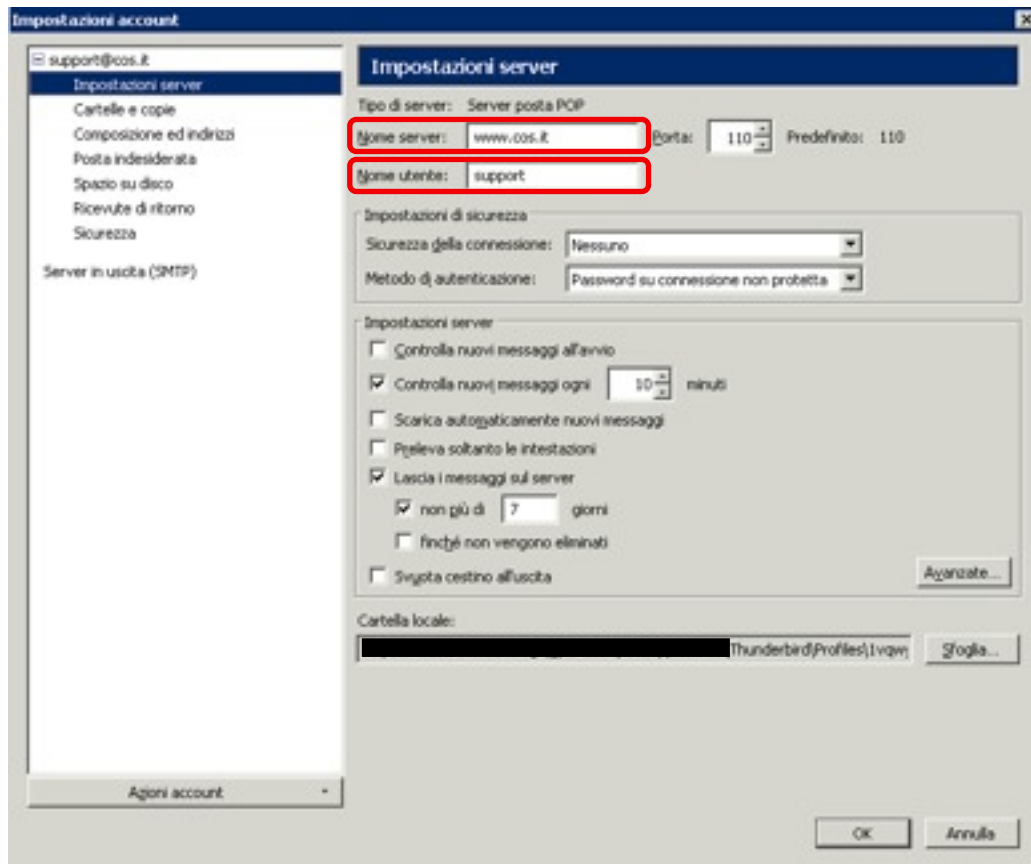 Impostazioni account
support@cos.it
Impostazioni server
Cartelle e copie
Composizione ed indirizzi
Posta indesiderata
Spazio su disco
Ricevute di ritorno
Sicurezza
Server in uscita (SMTP)
Azioni account
Impostazioni server
Tipo di server: Server posta POP
Nome server: www.cos.it Porta: 110 Predefinito: 110
Nome utente: support
Impostazioni di sicurezza
Sicurezza della connessione: Nessuno
Metodo di autenticazione: Password su connessione non protetta
Impostazioni server
Controlla nuovi messaggi all'avvio
Controlla nuovi messaggi ogni 10 minuti
Scarica automaticamente nuovi messaggi
Preleva soltanto le intestazioni
Lascia i messaggi sul server
non più di 7 giorni
finché non vengono eliminati
Svuota cestino all'uscita
Avanzate...
Cartella locale:
Thunderbird\Profiles\1vqwy Sfoglia...
OK Annulla